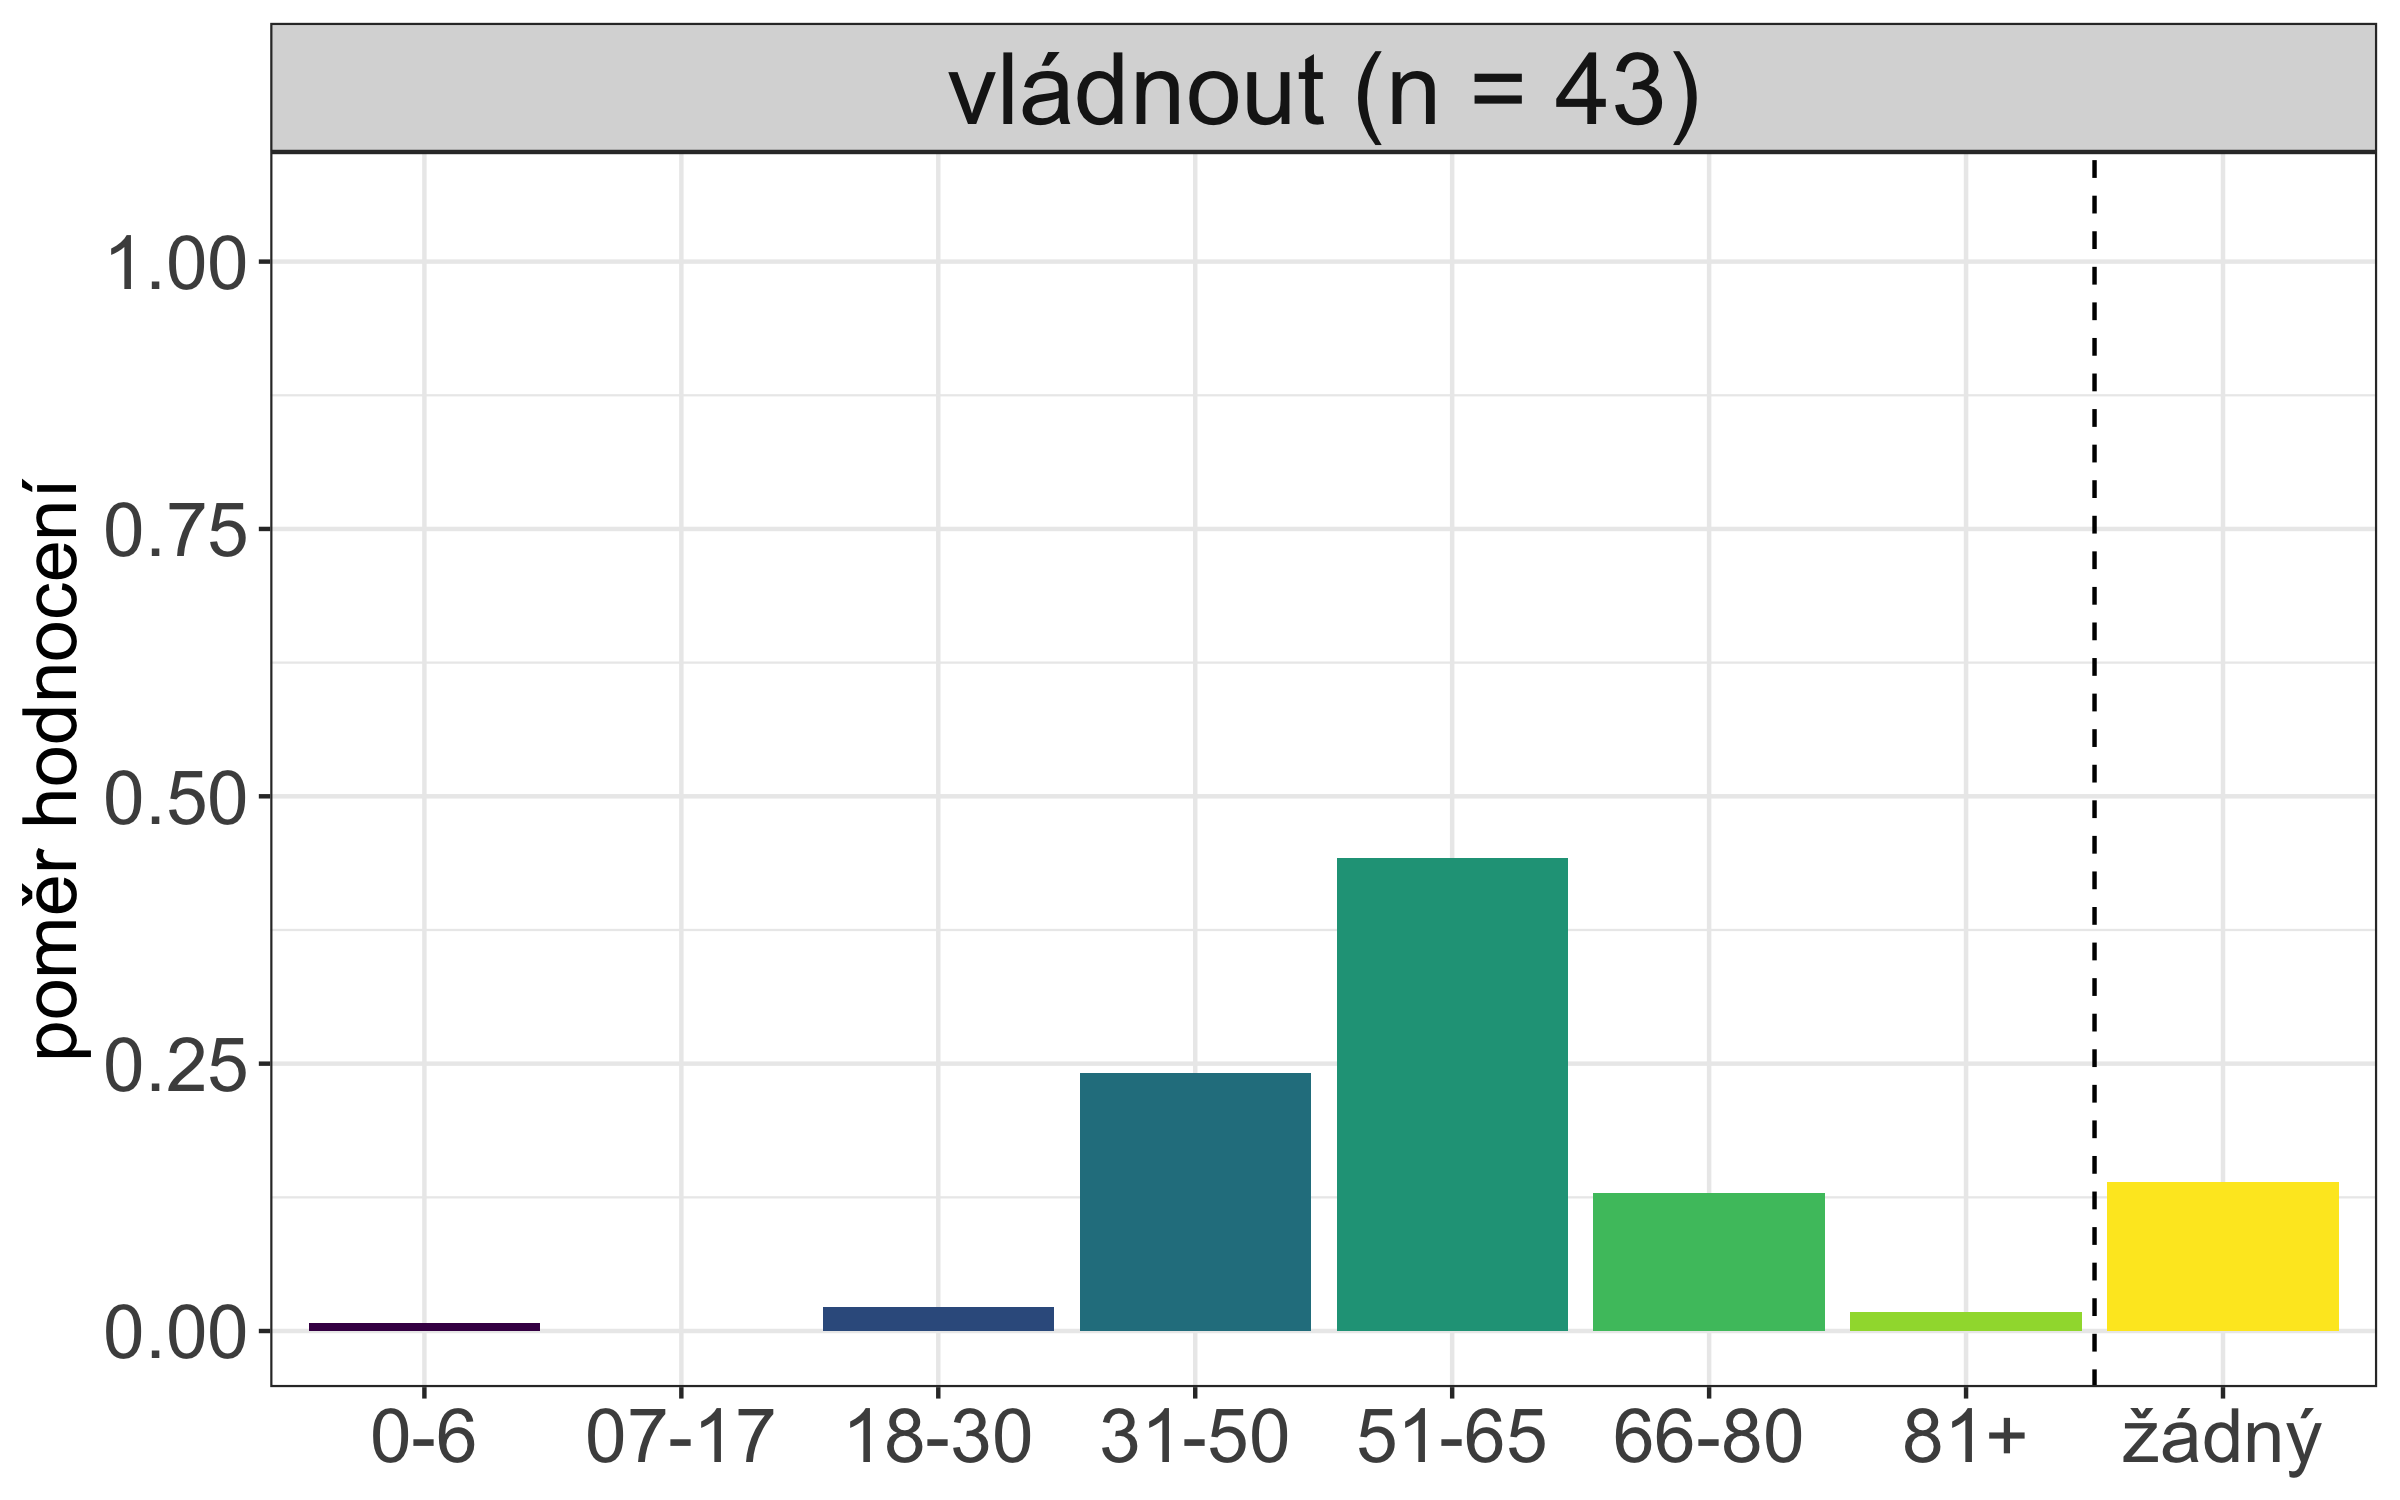 vládnout (n = 43)
poměr hodnocení
1.00
0.75
0.50
0.25
0.00
0-6 07-17 18-30 31-50 51-65 66-80 81+ žádný